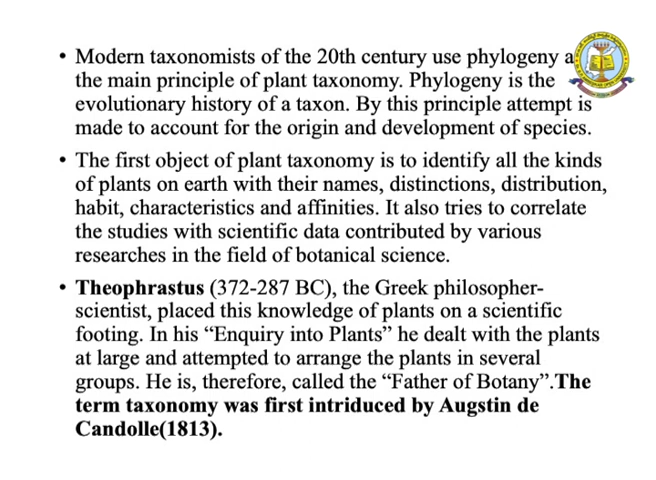 • Modern taxonomists of the 20th century use phylogeny a
the main principle of plant taxonomy. Phylogeny is the
evolutionary history of a taxon. By this principle attempt is
made to account for the origin and development of species.
• The first object of plant taxonomy is to identify all the kinds
of plants on earth with their names, distinctions, distribution,
habit, characteristics and affinities. It also tries to correlate
the studies with scientific data contributed by various
researches in the field of botanical science.
• Theophrastus (372-287 BC), the Greek philosopher-
scientist, placed this knowledge of plants on a scientific
footing. In his “Enquiry into Plants” he dealt with the plants
at large and attempted to arrange the plants in several
groups. He is, therefore, called the “Father of Botany”.The
term taxonomy was first intriduced by Augstin de
Candolle(1813).